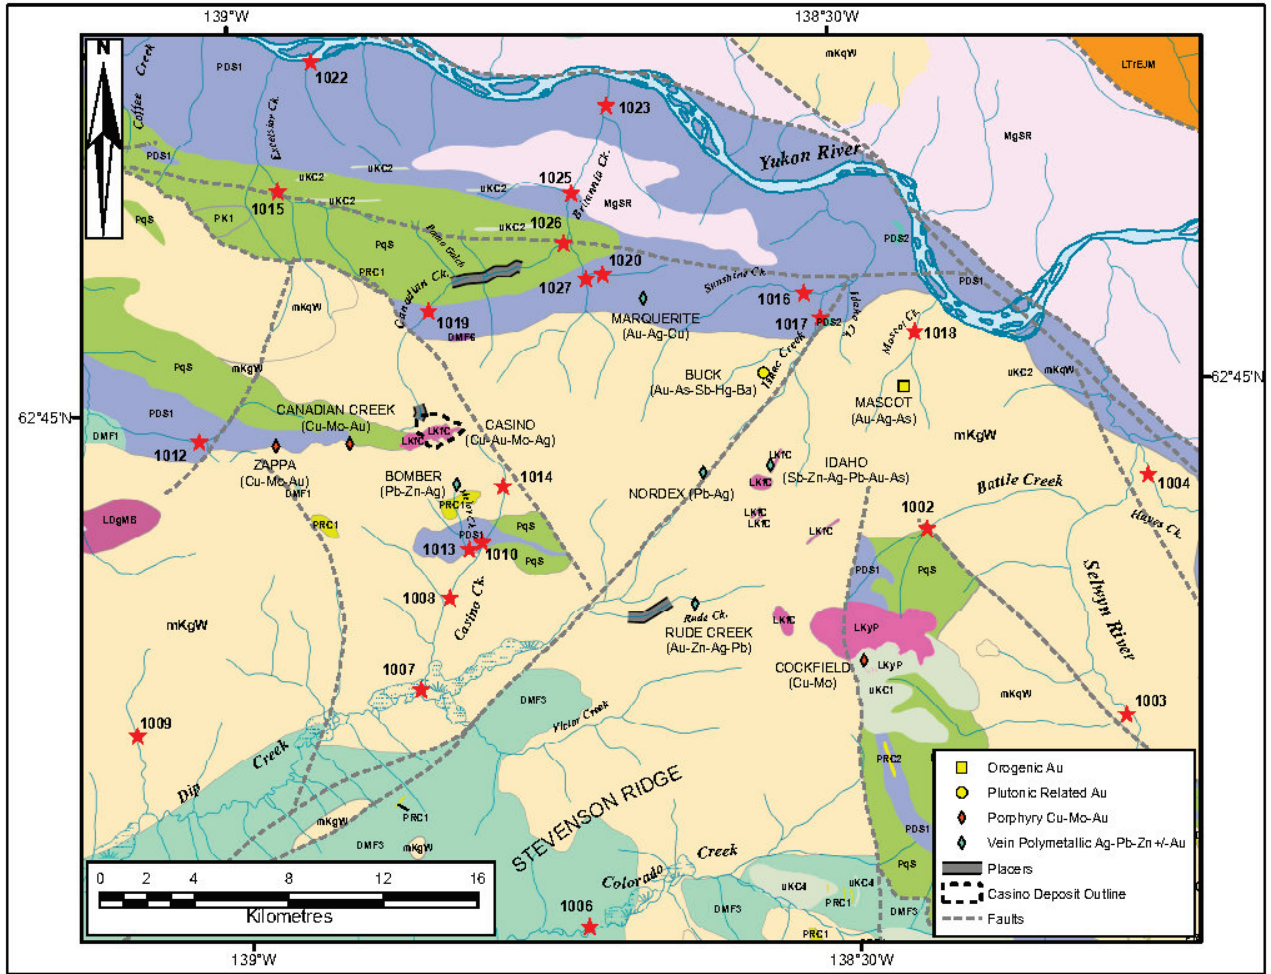 139°W
138°30'W
N
Coffee
Creek
PDS1
1022
Excelsior Ck.
1023
mKqW
LTrEJM
MgSR
Yukon River
PDS1
uKC2
uKC2
uKC2
uKC2
1025
Britannia Ck.
MgSR
1015
PK1
PqS
PqS
1026
uKC2
PDS2
PRC1
Canadian Ck.
1027
1020
Sunshine Ck.
PDS1
mKqW
1019
DMF6
MARQUERITE
(Au-Ag-Cu)
1016
1017
PDS2
Idaho Ck.
Mascot Ck.
1018
PqS
mKgW
BUCK
(Au-As-Sb-Hg-Ba)
Isaac Creek
uKC2
mKqW
62°45'N
62°45'N
MASCOT
(Au-Ag-As)
PDS1
CANADIAN CREEK
(Cu-Mo-Au)
CASINO
(Cu-Au-Mo-Ag)
LKfC
LKfC
mKgW
DMF1
1012
ZAPPA
(Cu-Mo-Au)
DMF1
BOMBER
(Pb-Zn-Ag)
1014
NORDEX (Pb-Ag)
LKfC
LKfC
IDAHO
(Sb-Zn-Ag-Pb-Au-As)
Battle Creek
1004
LDgMB
PRC1
PRC1
PqS
LKfC
LKfC
LKfC
1002
Hayes Ck.
PDS1
1013
1010
PqS
PDS1
PqS
Selwyn River
1008
Casino Ck.
mKgW
Rude Ck.
RUDE CREEK
(Au-Zn-Ag-Pb)
LKfC
LKyP
COCKFIELD
(Cu-Mo)
LKyP
uKC1
mKqW
1007
1003
1009
DMF3
Victor Creek
Dip
Creek
PRC2
STEVENSON RIDGE
PRC1
mKgW
DMF3
mKgW
PDS1
PqS
Colorado
Creek
uKC4
uKC4
PRC1
DMF3
DMF3
PRC1
1006
Orogenic Au
Plutonic Related Au
Porphyry Cu-Mo-Au
Vein Polymetallic Ag-Pb-Zn+/-Au
Placers
Casino Deposit Outline
Faults
0 2 4 8 12 16
Kilometres
139°W
138°30'W